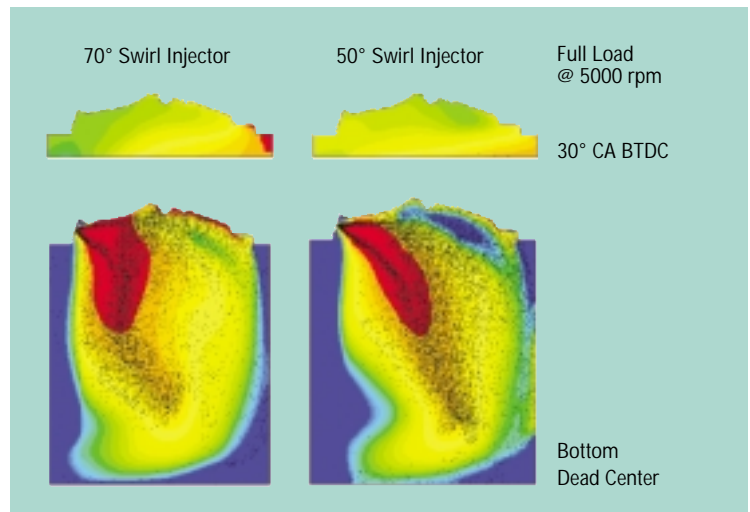 70° Swirl Injector
50° Swirl Injector
Full Load
@ 5000 rpm
30° CA BTDC
Bottom
Dead Center